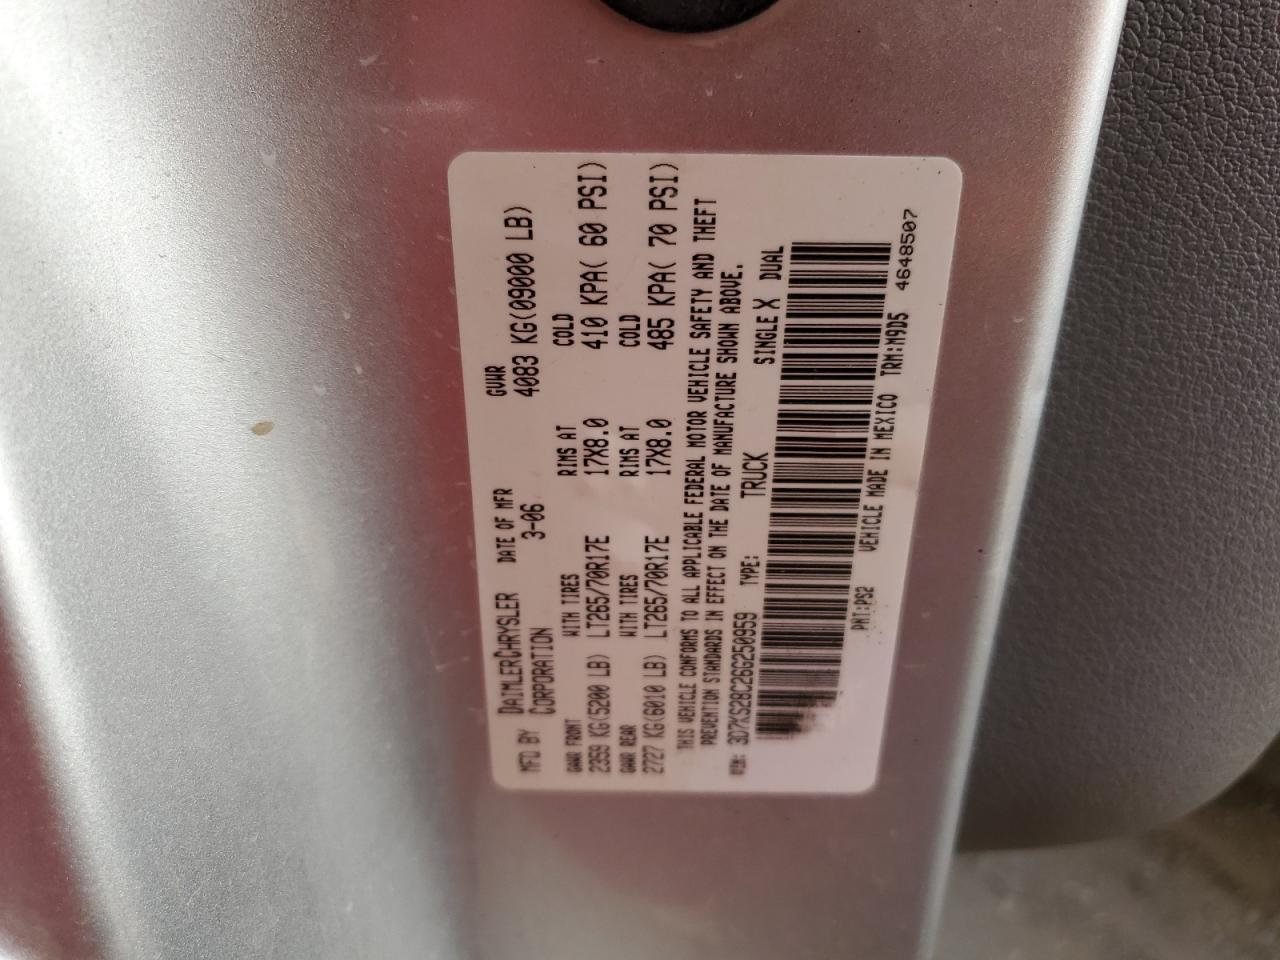 MFD BY DAIMLERCHRYSLER CORPORATION DATE OF MFR 3-06 GVWR 4083 KG(09000 LB)
GAWR FRONT WITH TIRES RIMS AT COLD
2359 KG(5200 LB) LT265/70R17E 17X8.0 410 KPA( 60 PSI)
GAWR REAR WITH TIRES RIMS AT COLD
2727 KG(6010 LB) LT265/70R17E 17X8.0 485 KPA( 70 PSI)
THIS VEHICLE CONFORMS TO ALL APPLICABLE FEDERAL MOTOR VEHICLE SAFETY AND THEFT
PREVENTION STANDARDS IN EFFECT ON THE DATE OF MANUFACTURE SHOWN ABOVE.
VIN: 3D7KS28C26G250959 TYPE: TRUCK SINGLE X DUAL
PNT:PS2 VEHICLE MADE IN MEXICO TRM:M9D5 4648507